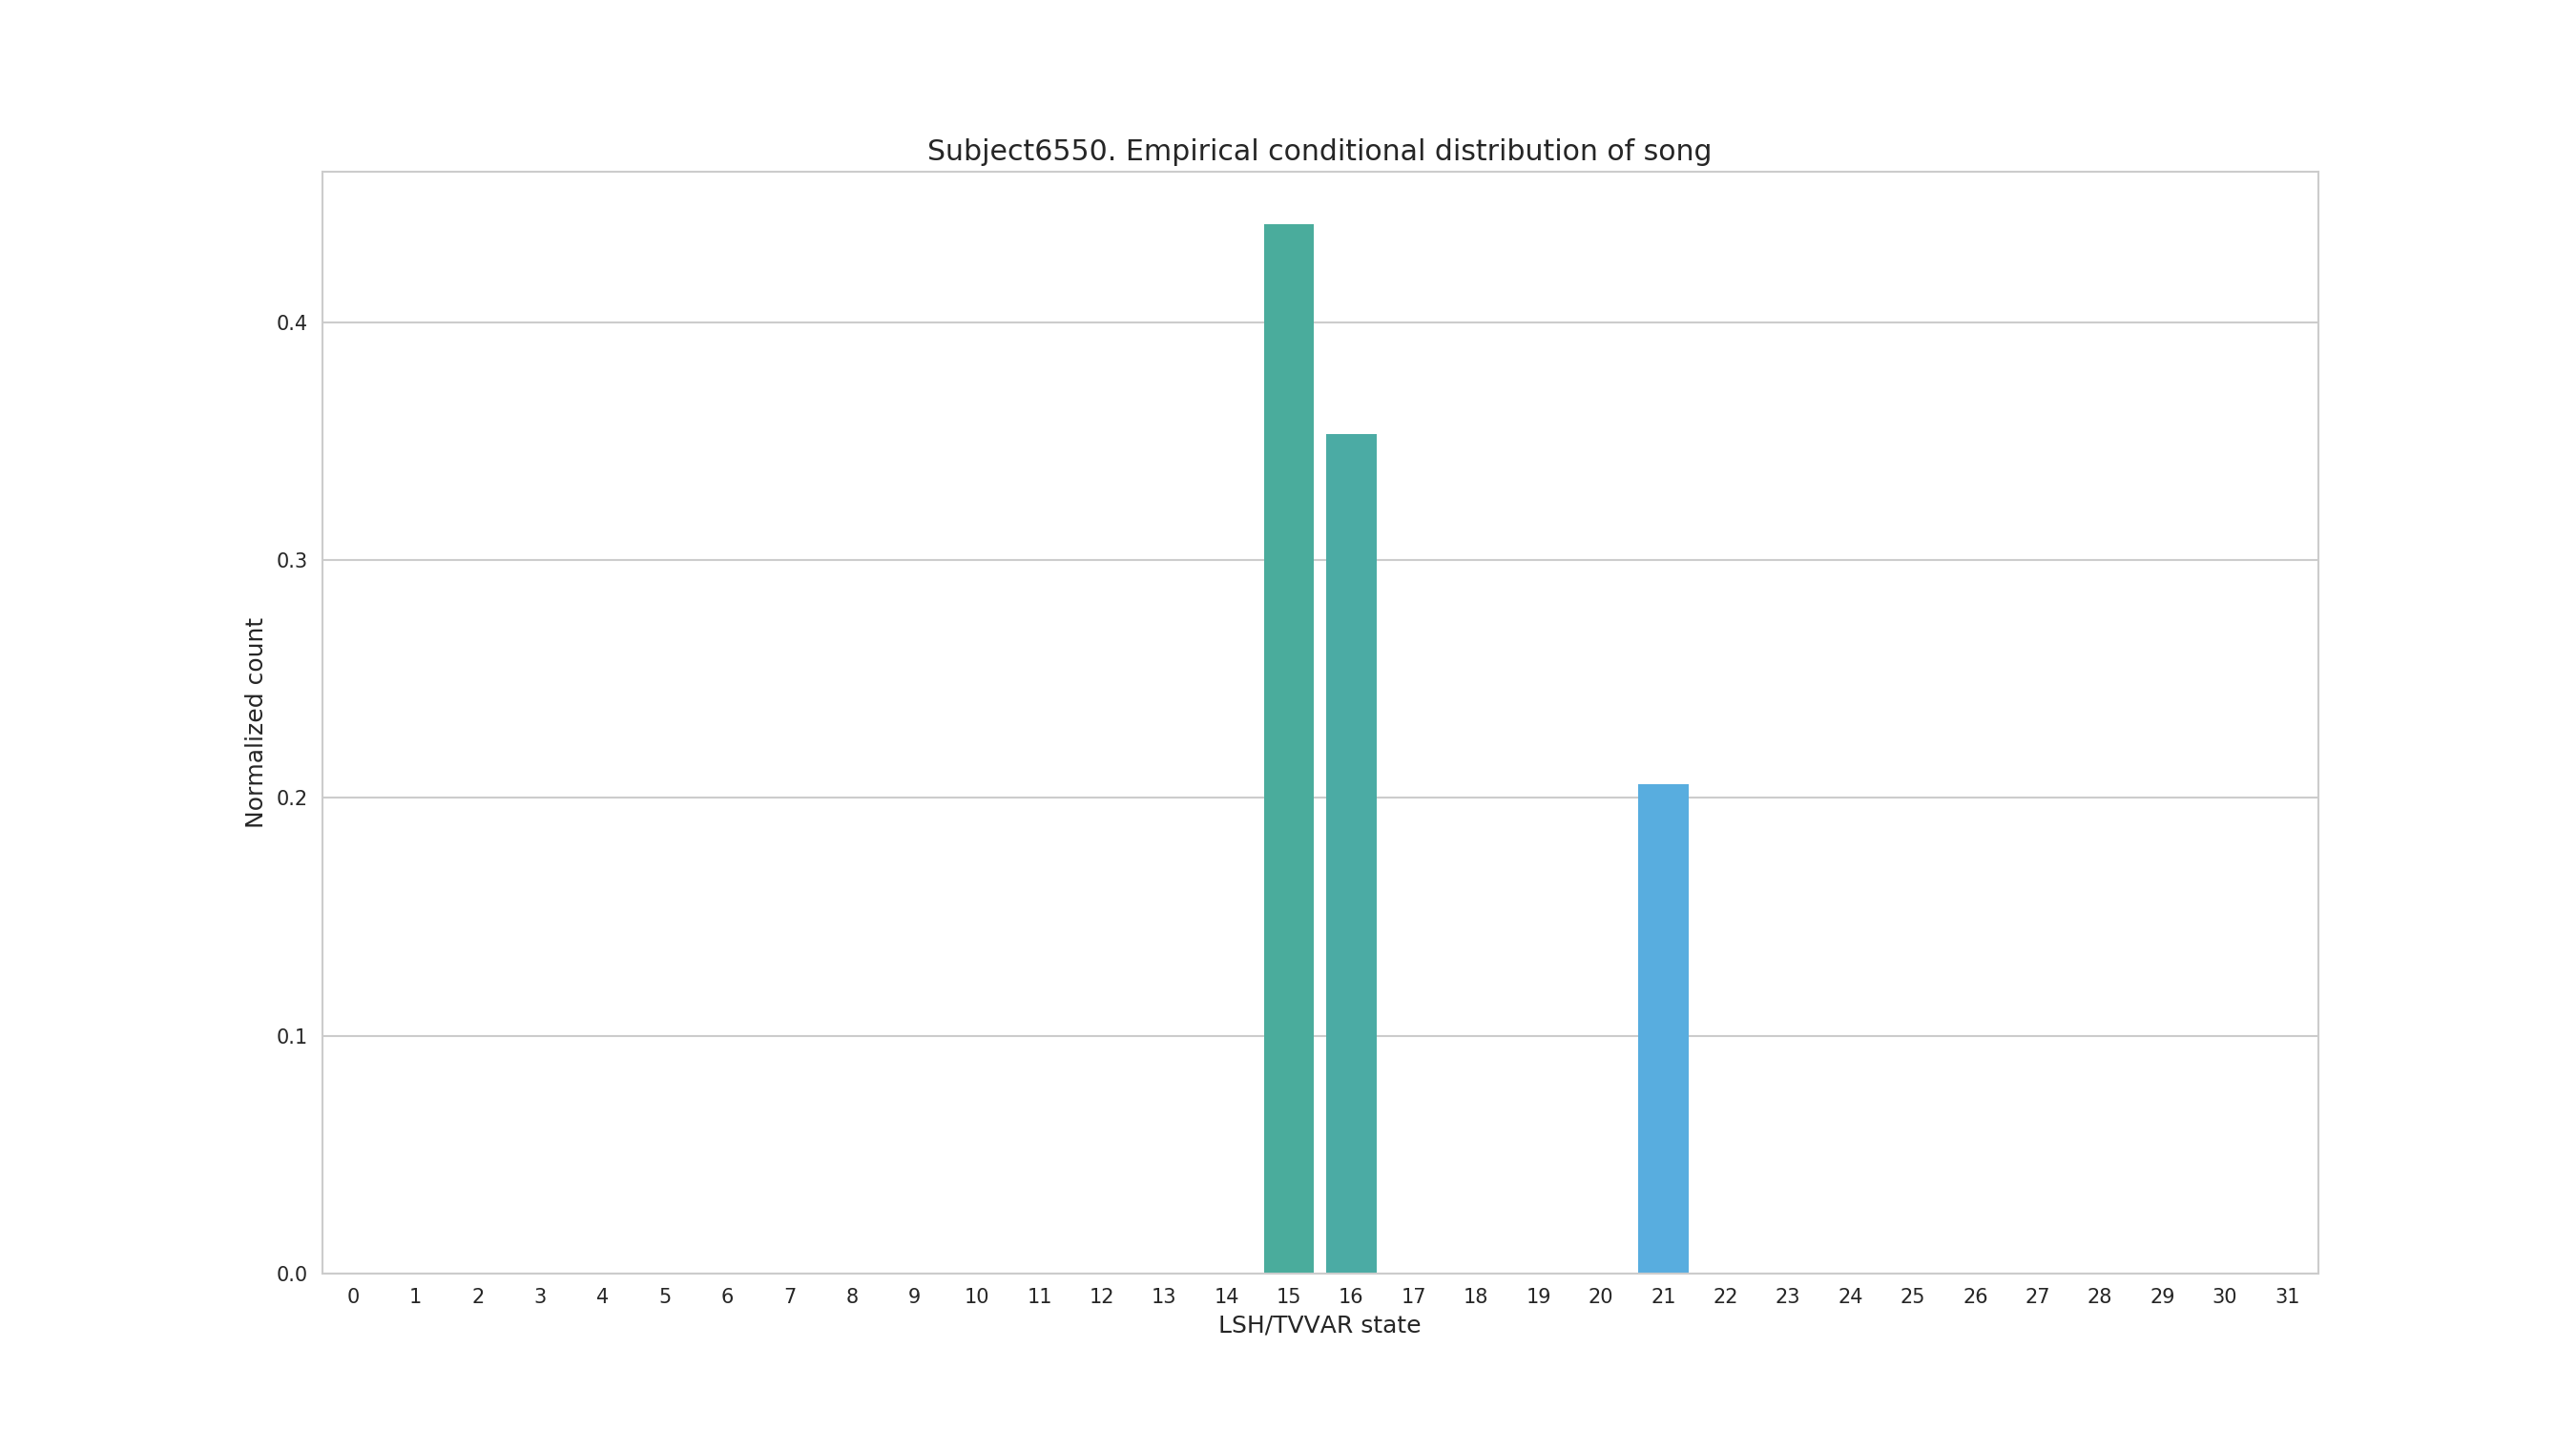 Subject6550. Empirical conditional distribution of song
Normalized count
0.4
0.3
0.2
0.1
0.0
0 1 2 3 4 5 6 7 8 9 10 11 12 13 14 15 16 17 18 19 20 21 22 23 24 25 26 27 28 29 30 31
LSH/TVVAR state